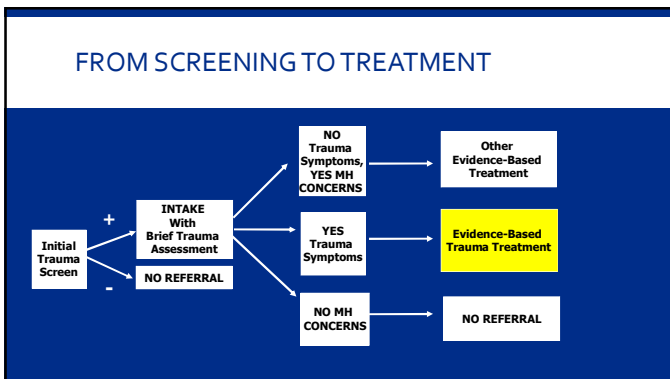 FROM SCREENING TO TREATMENT
Initial
Trauma
Screen
+
-
INTAKE
With
Brief Trauma
Assessment
NO REFERRAL
NO
Trauma
Symptoms,
YES MH
CONCERNS
Other
Evidence-Based
Treatment
YES
Trauma
Symptoms
Evidence-Based
Trauma Treatment
NO MH
CONCERNS
NO REFERRAL